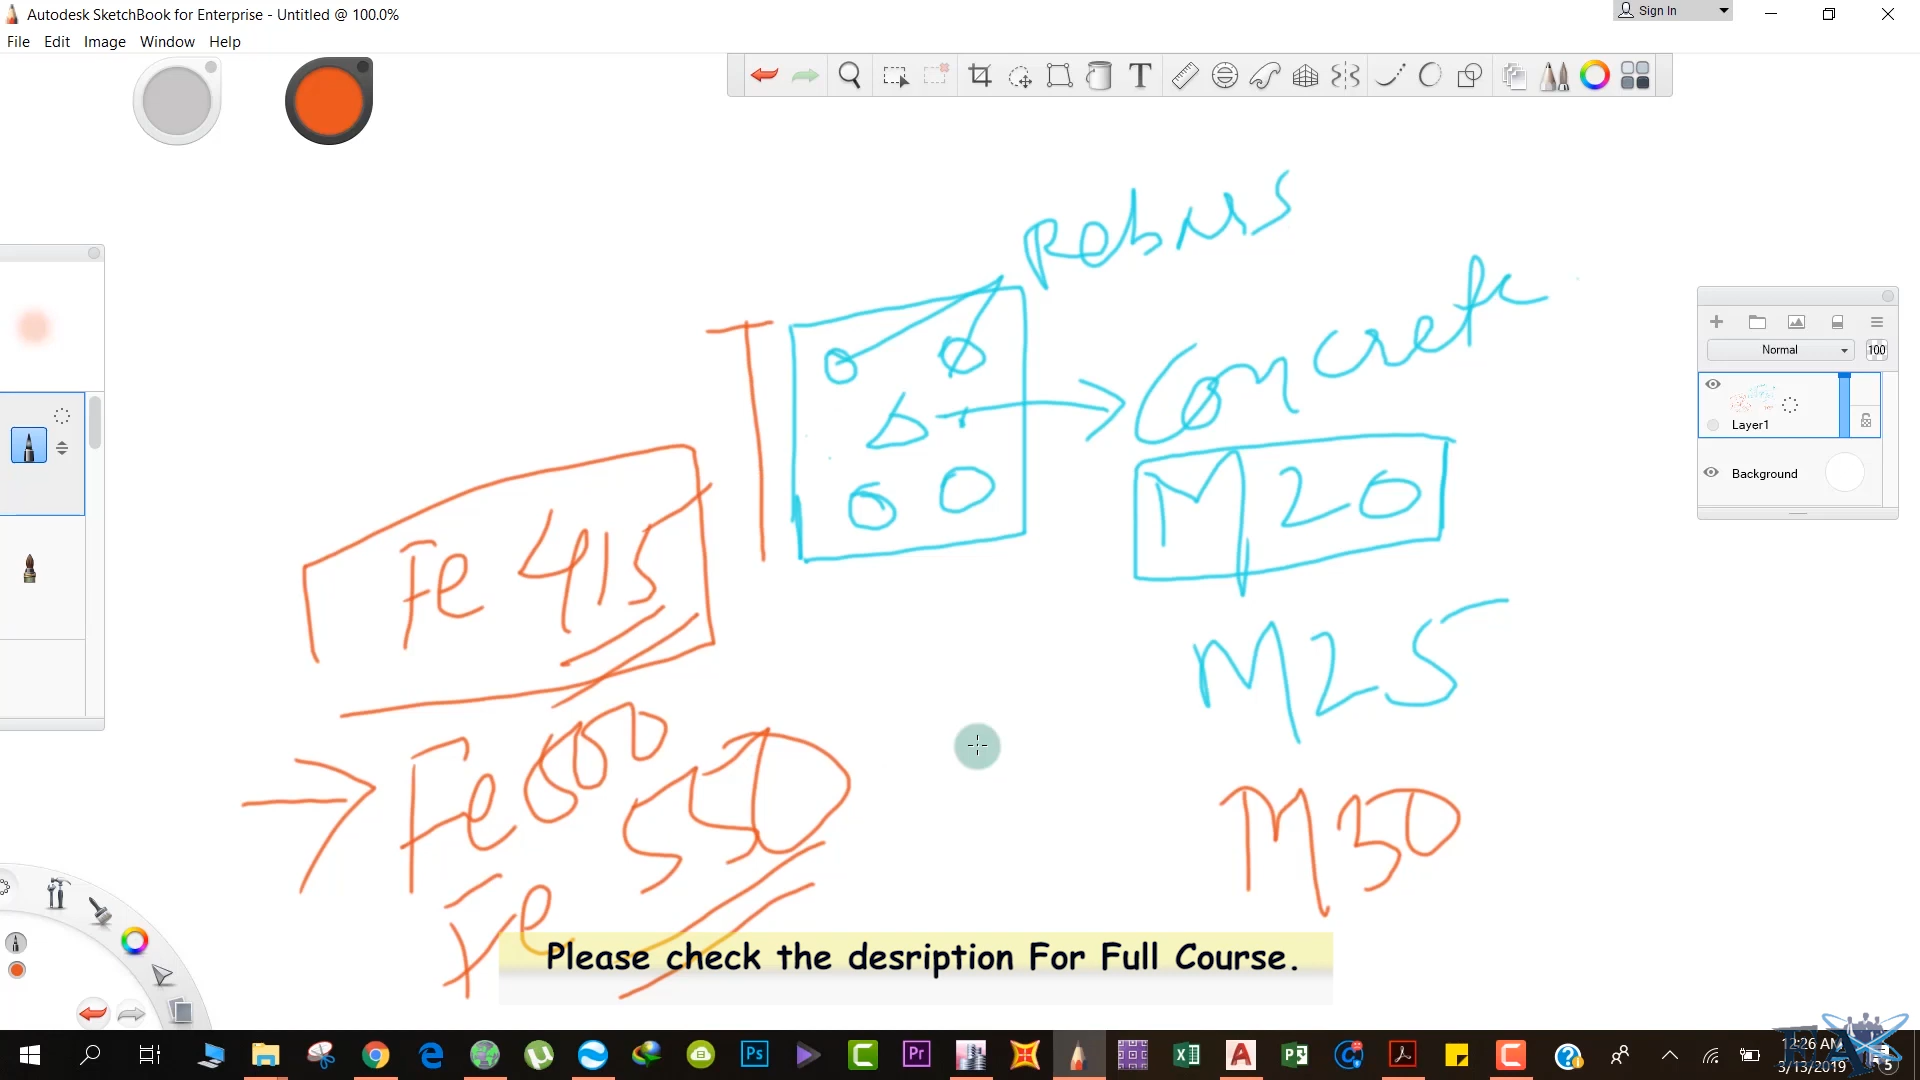 Autodesk SketchBook for Enterprise - Untitled @ 100.0%
Sign In
File Edit Image Window Help
Rebars
Concrete
M 20
M25
M30
Fe 415
Fe 500
550
Fe
Normal
100
Layer1
Background
Please check the desription For Full Course.
12:26 AM
3/13/2019
5